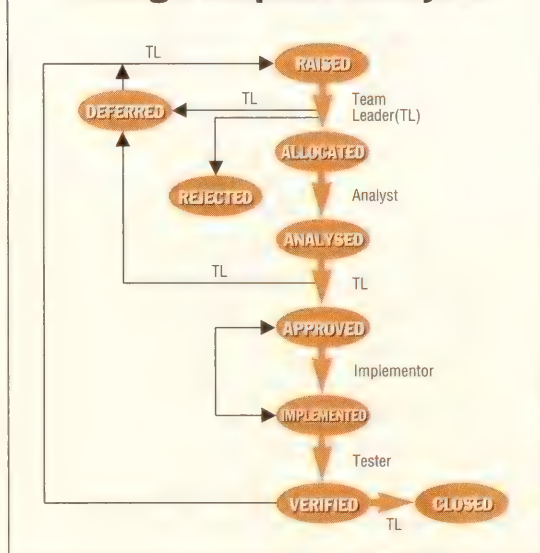 TL
RAISED
Team
Leader(TL)
TL
DEFERRED
ALLOCATED
REJECTED
Analyst
ANALYSED
TL
TL
APPROVED
Implementor
IMPLEMENTED
Tester
VERIFIED
CLOSED
TL